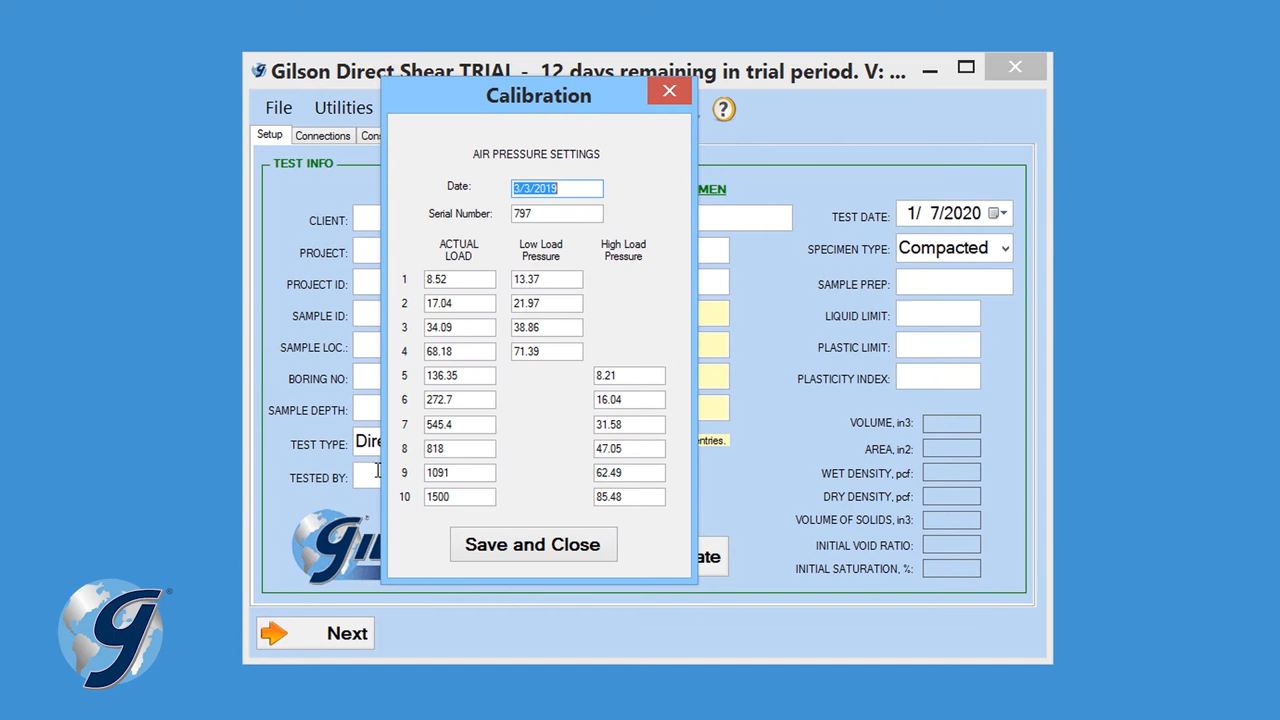 Gilson Direct Shear TRIAL - 12 days remaining in trial period. V: ...
File Utilities
?
Calibration
Setup Connections Con
TEST INFO
MEN
AIR PRESSURE SETTINGS
Date: 3/3/2019
Serial Number: 797
ACTUAL LOAD Low Load Pressure High Load Pressure
1 8.52 13.37
2 17.04 21.97
3 34.09 38.86
4 68.18 71.39
5 136.35 8.21
6 272.7 16.04
7 545.4 31.58
8 818 47.05
9 1091 62.49
10 1500 85.48
Save and Close
CLIENT:
PROJECT:
PROJECT ID:
SAMPLE ID:
SAMPLE LOC.:
BORING NO:
SAMPLE DEPTH:
TEST TYPE: Dire
TESTED BY:
entries.
ate
TEST DATE: 1/ 7/2020
SPECIMEN TYPE: Compacted
SAMPLE PREP:
LIQUID LIMIT:
PLASTIC LIMIT:
PLASTICITY INDEX:
VOLUME, in3:
AREA, in2:
WET DENSITY, pcf:
DRY DENSITY, pcf:
VOLUME OF SOLIDS, in3:
INITIAL VOID RATIO:
INITIAL SATURATION, %:
Next
g